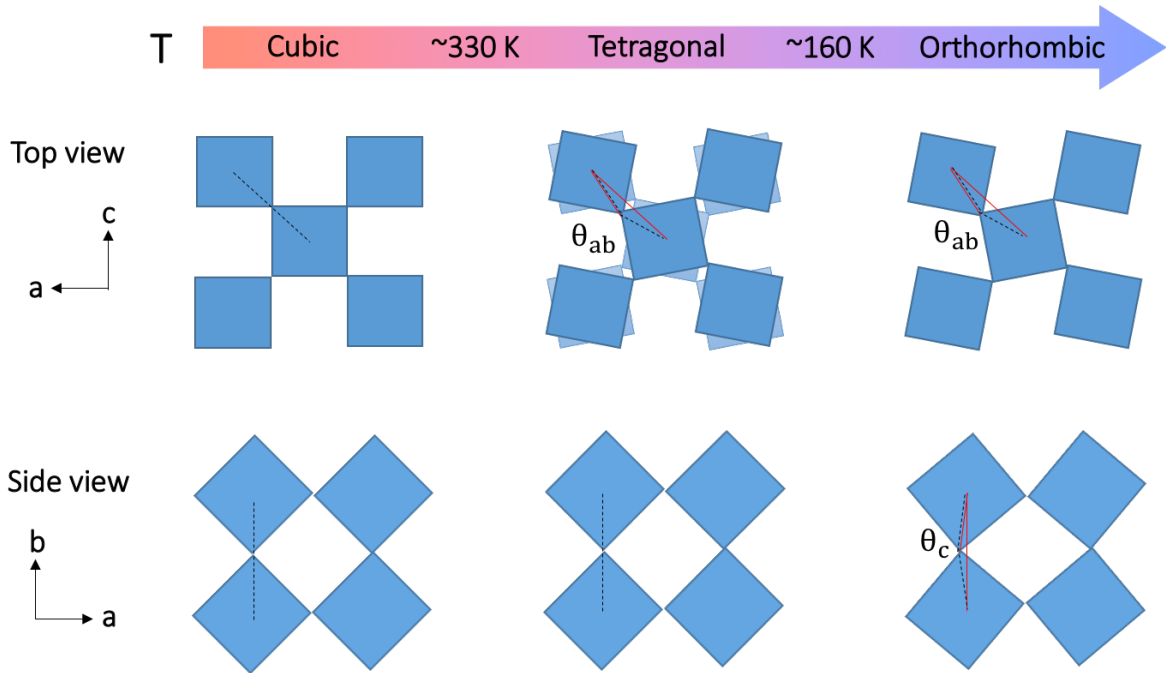 T Cubic ~330 K Tetragonal ~160 K Orthorhombic
Top view
c
a
θab θab
Side view
b
a
θc